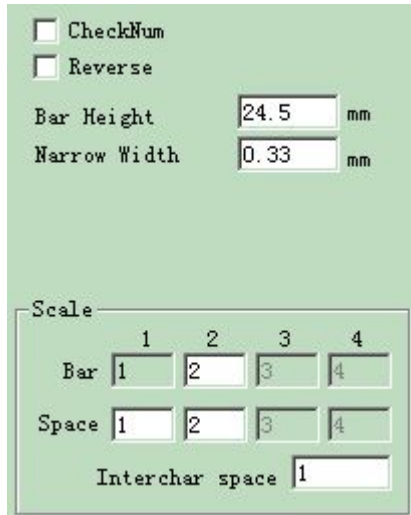 CheckNum
Reverse
Bar Height 24.5 mm
Narrow Width 0.33 mm
Scale
1 2 3 4
Bar 1 2 3 4
Space 1 2 3 4
Interchar space 1